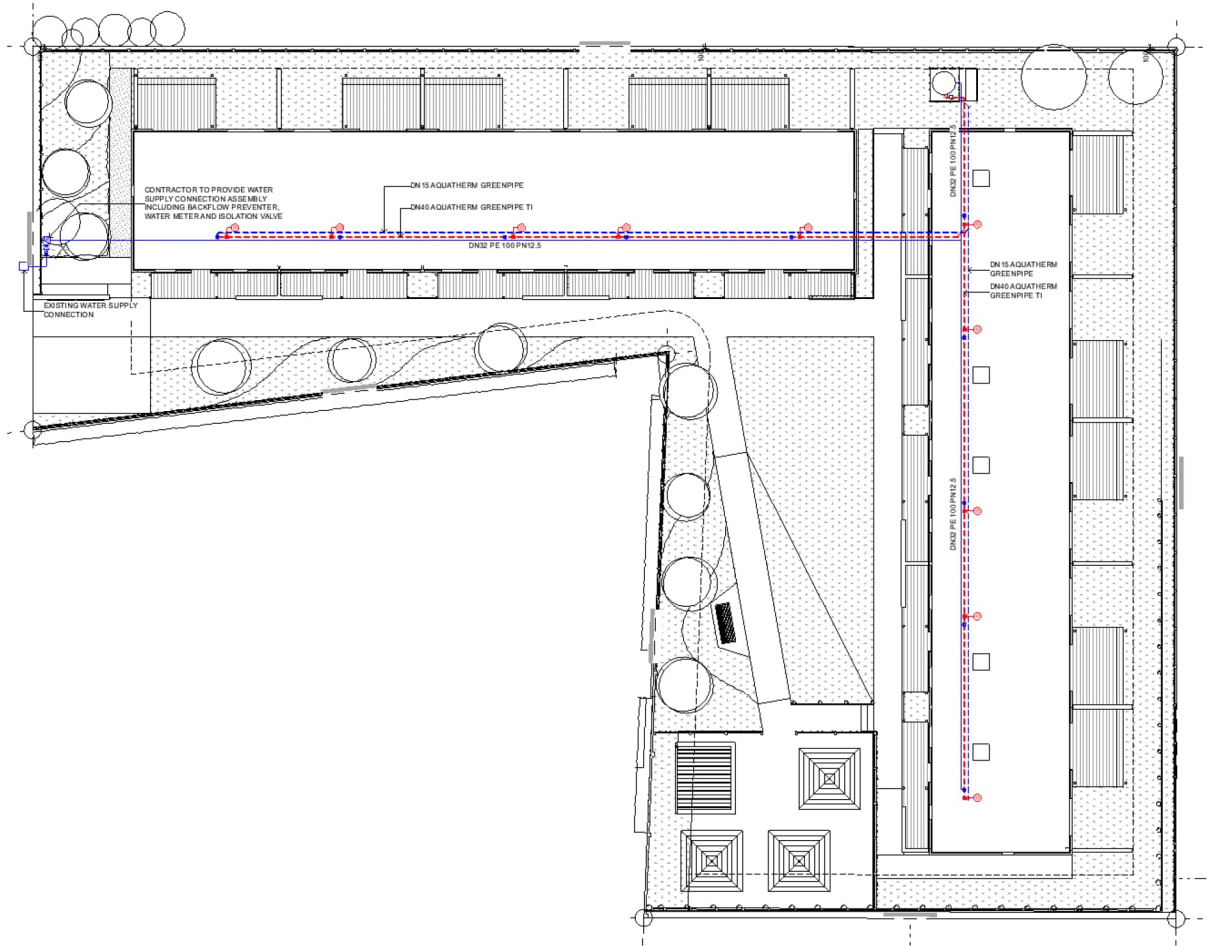 CONTRACTOR TO PROVIDE WATER
SUPPLY CONNECTION ASSEMBLY
INCLUDING BACKFLOW PREVENTER,
WATER METER AND ISOLATION VALVE
DN15 AQUATHERM GREENPIPE
DN40 AQUATHERM GREENPIPE TI
DN32 PE 100 PN12.5
EXISTING WATER SUPPLY
CONNECTION
DN32 PE 100 PN12.5
DN15 AQUATHERM
GREENPIPE
DN40 AQUATHERM
GREENPIPE TI
DN32 PE 100 PN12.5